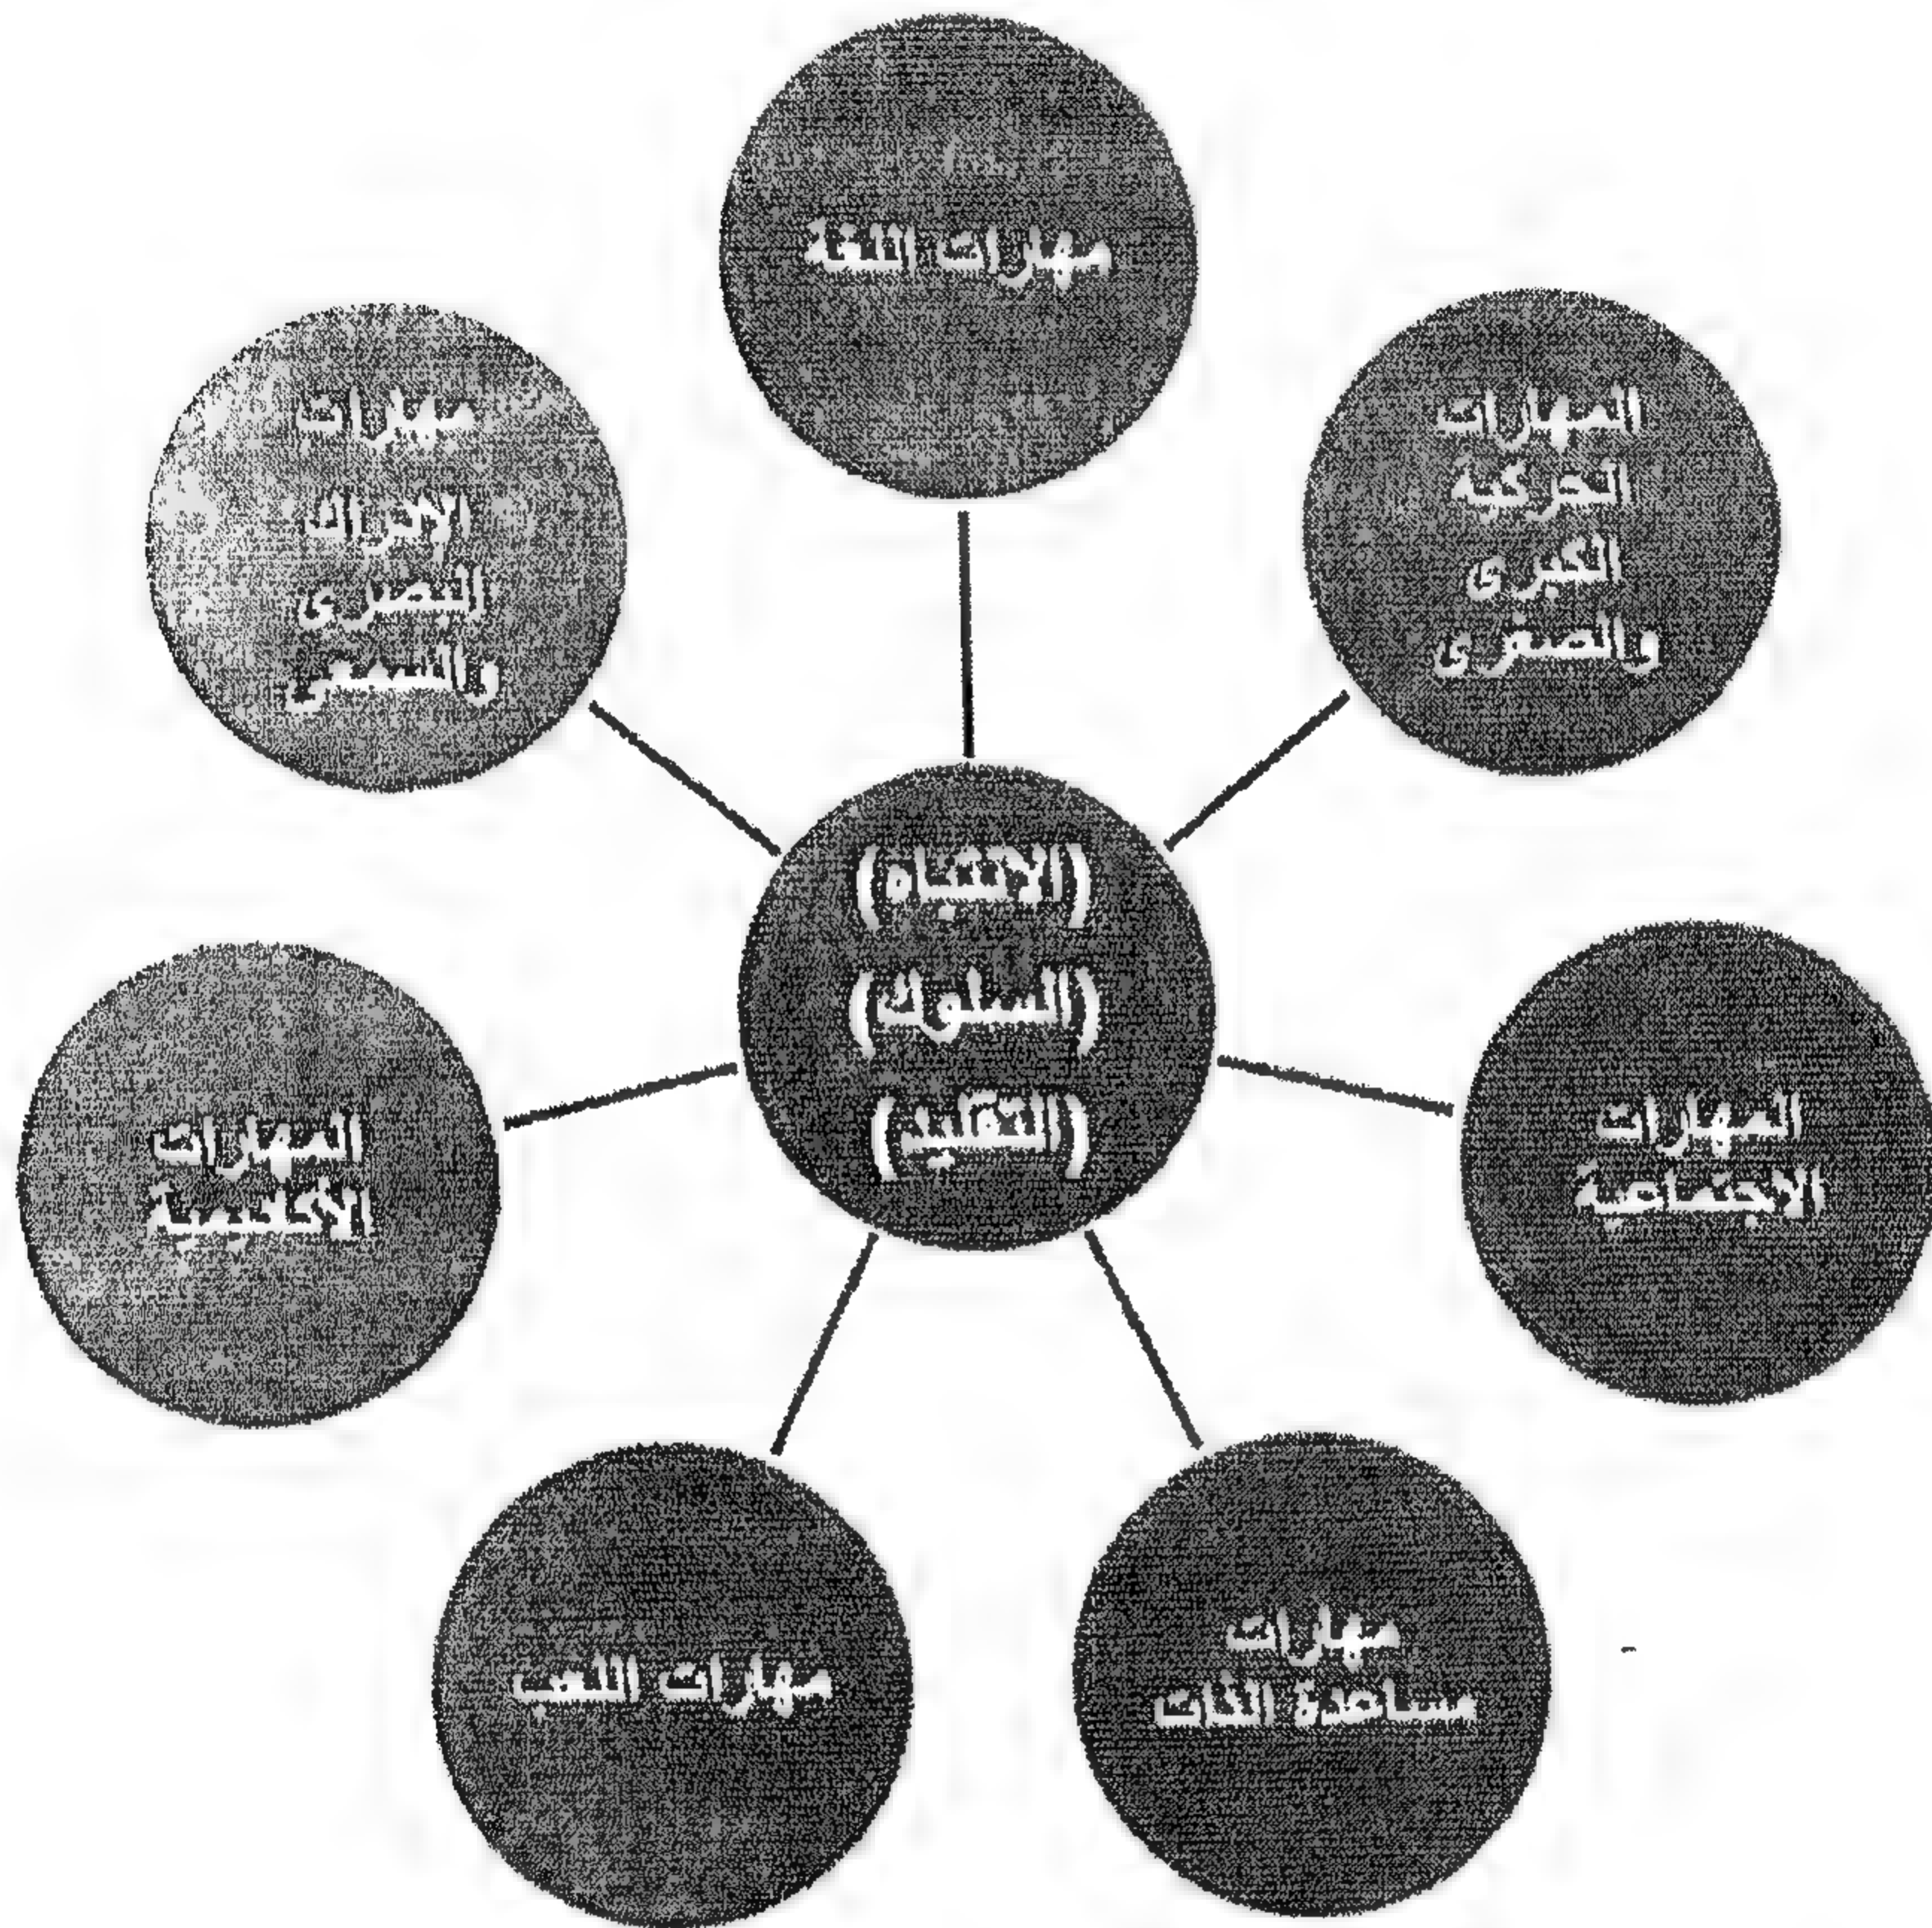 مهارات اللغة
المهارات
الحركية
الكبرى
والصغرى
مهارات
الإدراك
البصرى
والسمعى
(الانتباه)
(السلوك)
(التقليد)
المهارات
الاجتماعية
المهارات
الأكاديمية
مهارات
مساعدة الذات
مهارات اللعب